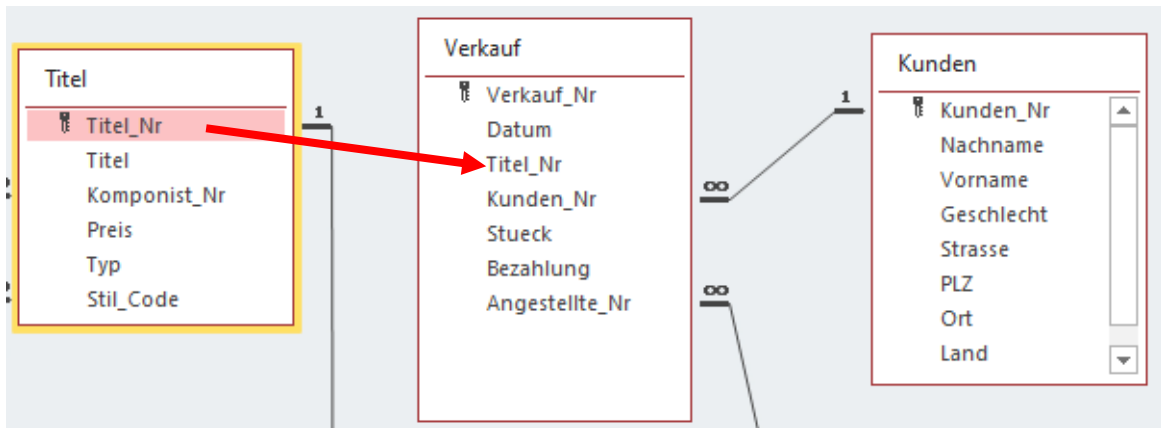 Titel
Titel_Nr
Titel
Komponist_Nr
Preis
Typ
Stil_Code
1
Verkauf
Verkauf_Nr
Datum
Titel_Nr
Kunden_Nr
Stueck
Bezahlung
Angestellte_Nr
∞
∞
1
Kunden
Kunden_Nr
Nachname
Vorname
Geschlecht
Strasse
PLZ
Ort
Land